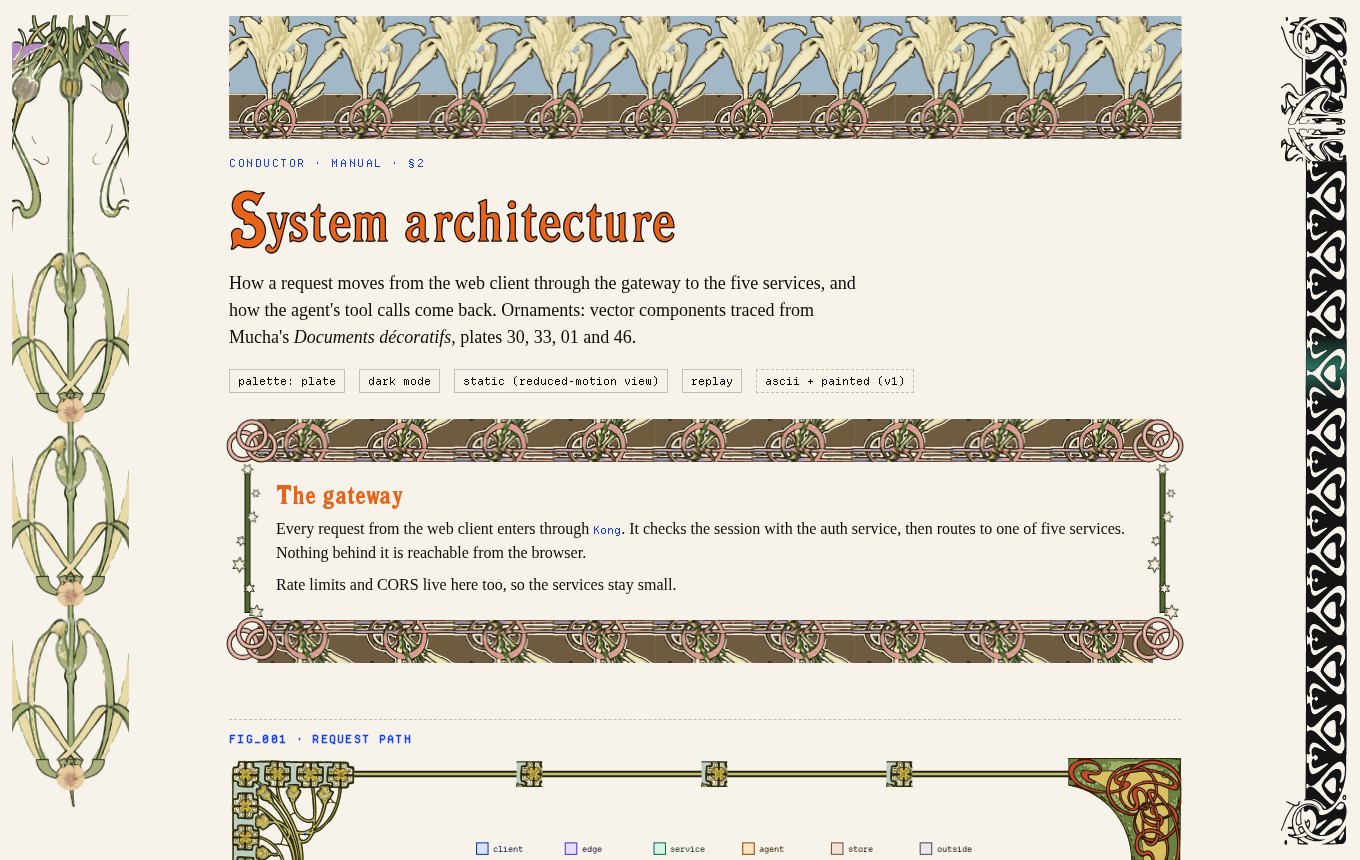 CONDUCTOR · MANUAL · §2
System architecture
How a request moves from the web client through the gateway to the five services, and
how the agent's tool calls come back. Ornaments: vector components traced from
Mucha's Documents décoratifs, plates 30, 33, 01 and 46.
palette: plate dark mode static (reduced-motion view) replay ascii + painted (v1)
The gateway
Every request from the web client enters through Kong. It checks the session with the auth service, then routes to one of five services.
Nothing behind it is reachable from the browser.
Rate limits and CORS live here too, so the services stay small.
FIG_001 · REQUEST PATH
client edge service agent store outside